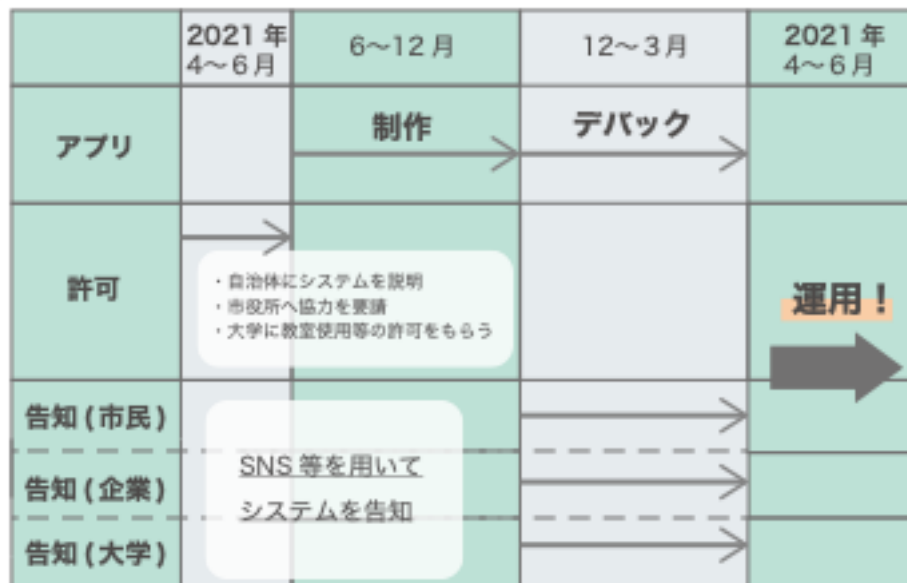 2021 年
4〜6 月
6〜12 月
12〜3 月
2021 年
4〜6 月
アプリ
制作
デバック
許可
・自治体にシステムを説明
・市役所へ協力を要請
・大学に教室使用等の許可をもらう
運用！
告知 ( 市民 )
SNS 等を用いて
システムを告知
告知 ( 企業 )
告知 ( 大学 )